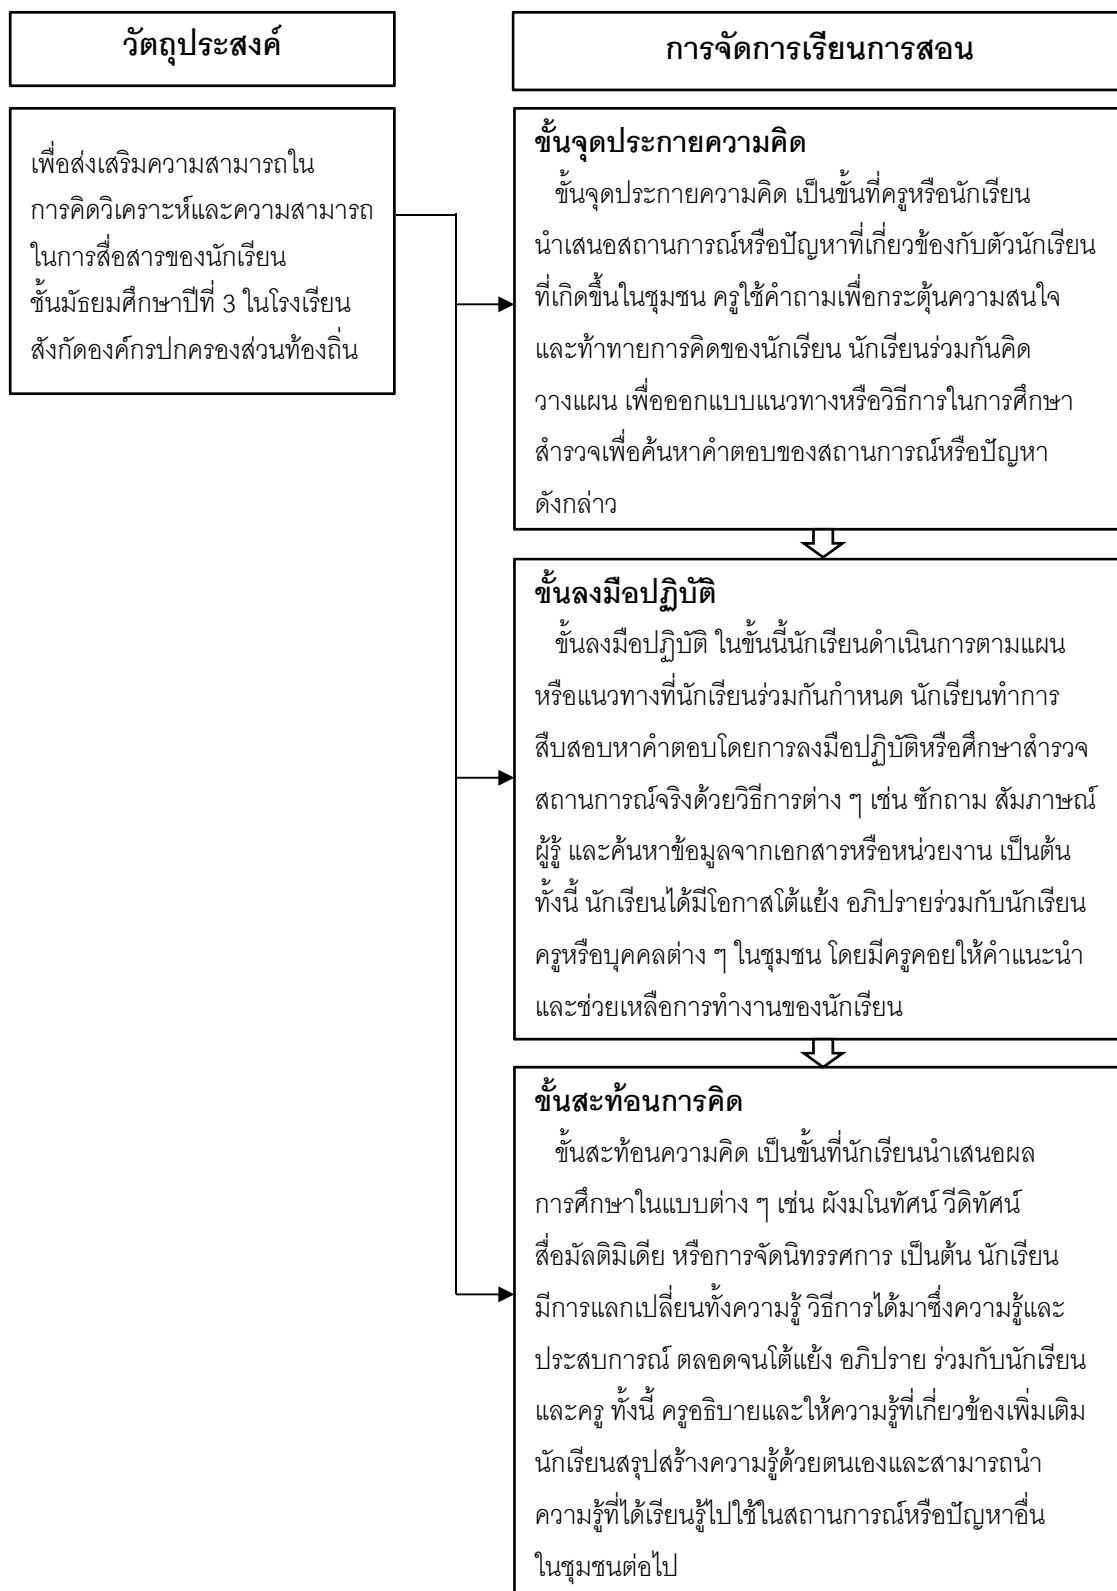 วัตถุประสงค์
การจัดการเรียนการสอน
เพื่อส่งเสริมความสามารถใน
การคิดวิเคราะห์และความสามารถ
ในการสื่อสารของนักเรียน
ชั้นมัธยมศึกษาปีที่ 3 ในโรงเรียน
สังกัดองค์กรปกครองส่วนท้องถิ่น
ขั้นจุดประกายความคิด
ขั้นจุดประกายความคิด เป็นขั้นที่ครูหรือนักเรียน
นำเสนอสถานการณ์หรือปัญหาที่เกี่ยวข้องกับตัวนักเรียน
ที่เกิดขึ้นในชุมชน ครูใช้คำถามเพื่อกระตุ้นความสนใจ
และท้าทายการคิดของนักเรียน นักเรียนร่วมกันคิด
วางแผน เพื่อออกแบบแนวทางหรือวิธีการในการศึกษา
สำรวจเพื่อค้นหาคำตอบของสถานการณ์หรือปัญหา
ดังกล่าว
ขั้นลงมือปฏิบัติ
ขั้นลงมือปฏิบัติ ในขั้นนี้นักเรียนดำเนินการตามแผน
หรือแนวทางที่นักเรียนร่วมกันกำหนด นักเรียนทำการ
สืบสอบหาคำตอบโดยการลงมือปฏิบัติหรือศึกษาสำรวจ
สถานการณ์จริงด้วยวิธีการต่าง ๆ เช่น ซักถาม สัมภาษณ์
ผู้รู้ และค้นหาข้อมูลจากเอกสารหรือหน่วยงาน เป็นต้น
ทั้งนี้ นักเรียนได้มีโอกาสโต้แย้ง อภิปรายร่วมกับนักเรียน
ครูหรือบุคคลต่าง ๆ ในชุมชน โดยมีครูคอยให้คำแนะนำ
และช่วยเหลือการทำงานของนักเรียน
ขั้นสะท้อนการคิด
ขั้นสะท้อนความคิด เป็นขั้นที่นักเรียนนำเสนอผล
การศึกษาในแบบต่าง ๆ เช่น ผังมโนทัศน์ วีดิทัศน์
สื่อมัลติมิเดีย หรือการจัดนิทรรศการ เป็นต้น นักเรียน
มีการแลกเปลี่ยนทั้งความรู้ วิธีการได้มาซึ่งความรู้และ
ประสบการณ์ ตลอดจนโต้แย้ง อภิปราย ร่วมกับนักเรียน
และครู ทั้งนี้ ครูอธิบายและให้ความรู้ที่เกี่ยวข้องเพิ่มเติม
นักเรียนสรุปสร้างความรู้ด้วยตนเองและสามารถนำ
ความรู้ที่ได้เรียนรู้ไปใช้ในสถานการณ์หรือปัญหาอื่น
ในชุมชนต่อไป